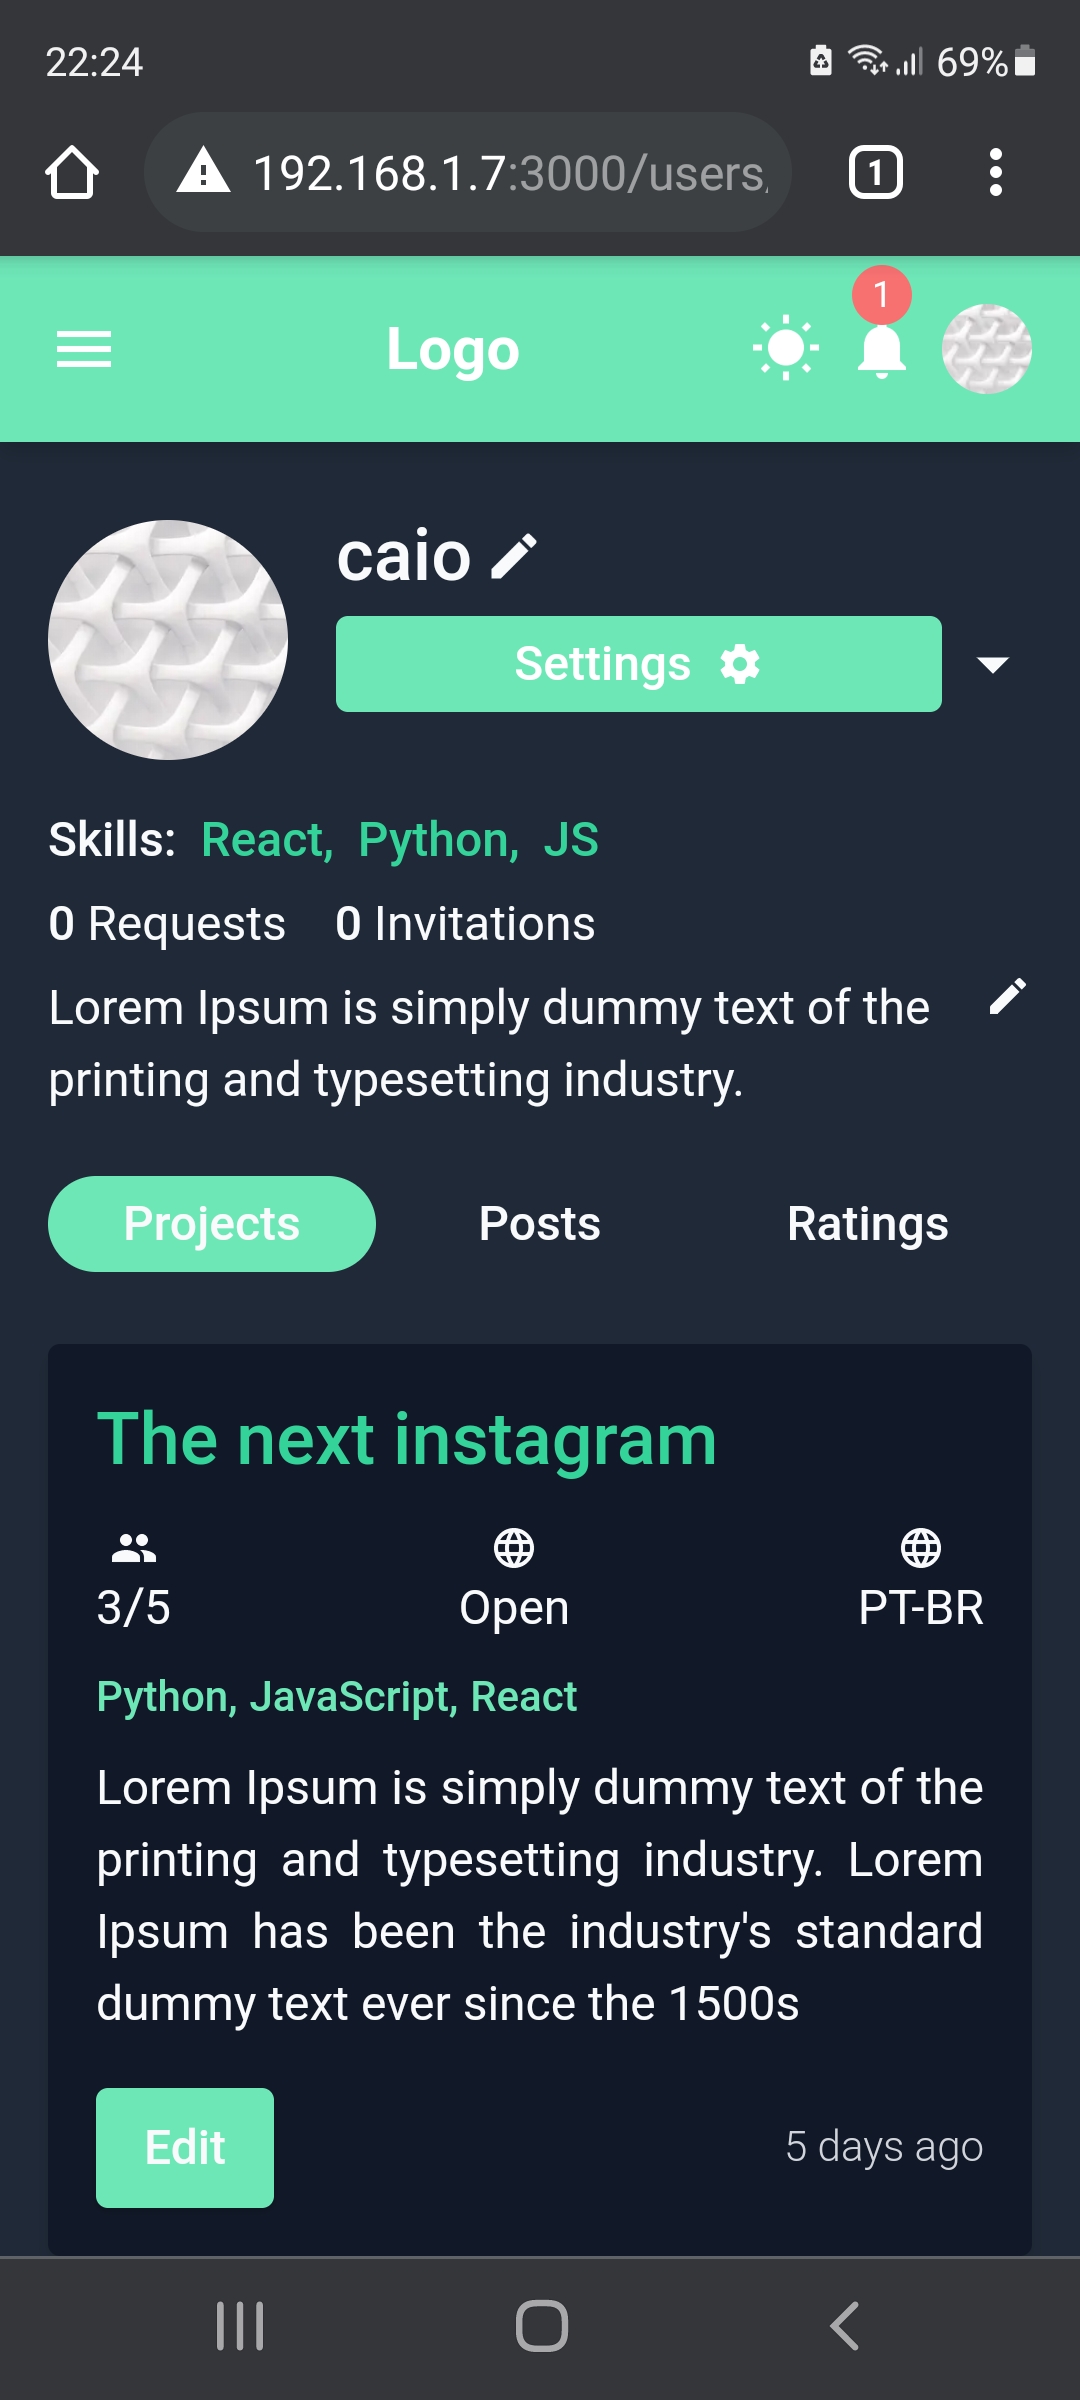 22:24
69%
192.168.1.7:3000/users
1
1
Logo
caio
Settings
Skills: React, Python, JS
0 Requests 0 Invitations
Lorem Ipsum is simply dummy text of the
printing and typesetting industry.
Projects Posts Ratings
The next instagram
3/5 Open PT-BR
Python, JavaScript, React
Lorem Ipsum is simply dummy text of the
printing and typesetting industry. Lorem
Ipsum has been the industry's standard
dummy text ever since the 1500s
Edit
5 days ago